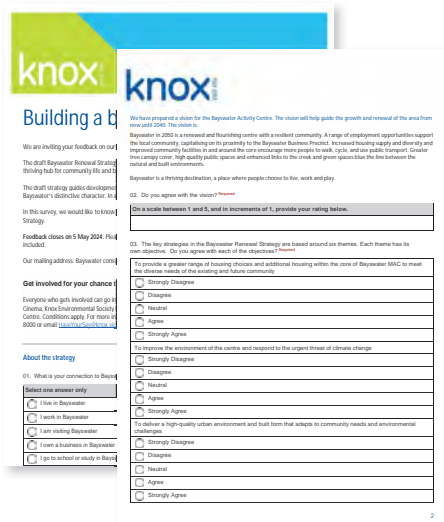 knox
Building a b
We are inviting your feedback on our
The draft Bayswater Renewal Strateg
thriving hub for community life and b
The draft strategy guides developme
Bayswater's distinctive character. In a
In this survey, we would like to know
Strategy.
Feedback closes on 5 May 2024. Plea
included.
Our mailing address: Bayswater cons
Get involved for your chance t
Everyone who gets involved can go in
Cinema, Knox Environmental Society
Centre. Conditions apply. For more in
8000 or email HaveYourSay@knox.vi
About the strategy
01. What is your connection to Bayswa
Select one answer only
I live in Bayswater
I work in Bayswater
I am visiting Bayswater
I own a business in Bayswater
I go to school or study in Bays
knox
We have prepared a vision for the Bayswater Activity Centre. The vision will help guide the growth and renewal of the area from
now until 2040. The vision is:
Bayswater in 2050 is a renewed and flourishing centre with a resilient community. A range of employment opportunities support
the local community, capitalising on its proximity to the Bayswater Business Precinct. Increased housing supply and diversity and
improved community facilities in and around the core encourage more people to walk, cycle, and use public transport. Greater
tree canopy cover, high-quality public spaces and enhanced links to the creek and green spaces blue the line between the
natural and built environments.
Bayswater is a thriving destination, a place where people choose to live, work and play.
02. Do you agree with the vision? Required
On a scale between 1 and 5, and in increments of 1, provide your rating below.
03. The key strategies in the Bayswater Renewal Strategy are based around six themes. Each theme has its
own objective. Do you agree with each of the objectives? Required
To provide a greater range of housing choices and additional housing within the core of Bayswater MAC to meet
the diverse needs of the existing and future community
Strongly Disagree
Disagree
Neutral
Agree
Strongly Agree
To improve the environment of the centre and respond to the urgent threat of climate change
Strongly Disagree
Disagree
Neutral
Agree
Strongly Agree
To deliver a high-quality urban environment and built form that adapts to community needs and environmental
challenges
Strongly Disagree
Disagree
Neutral
Agree
Strongly Agree
2